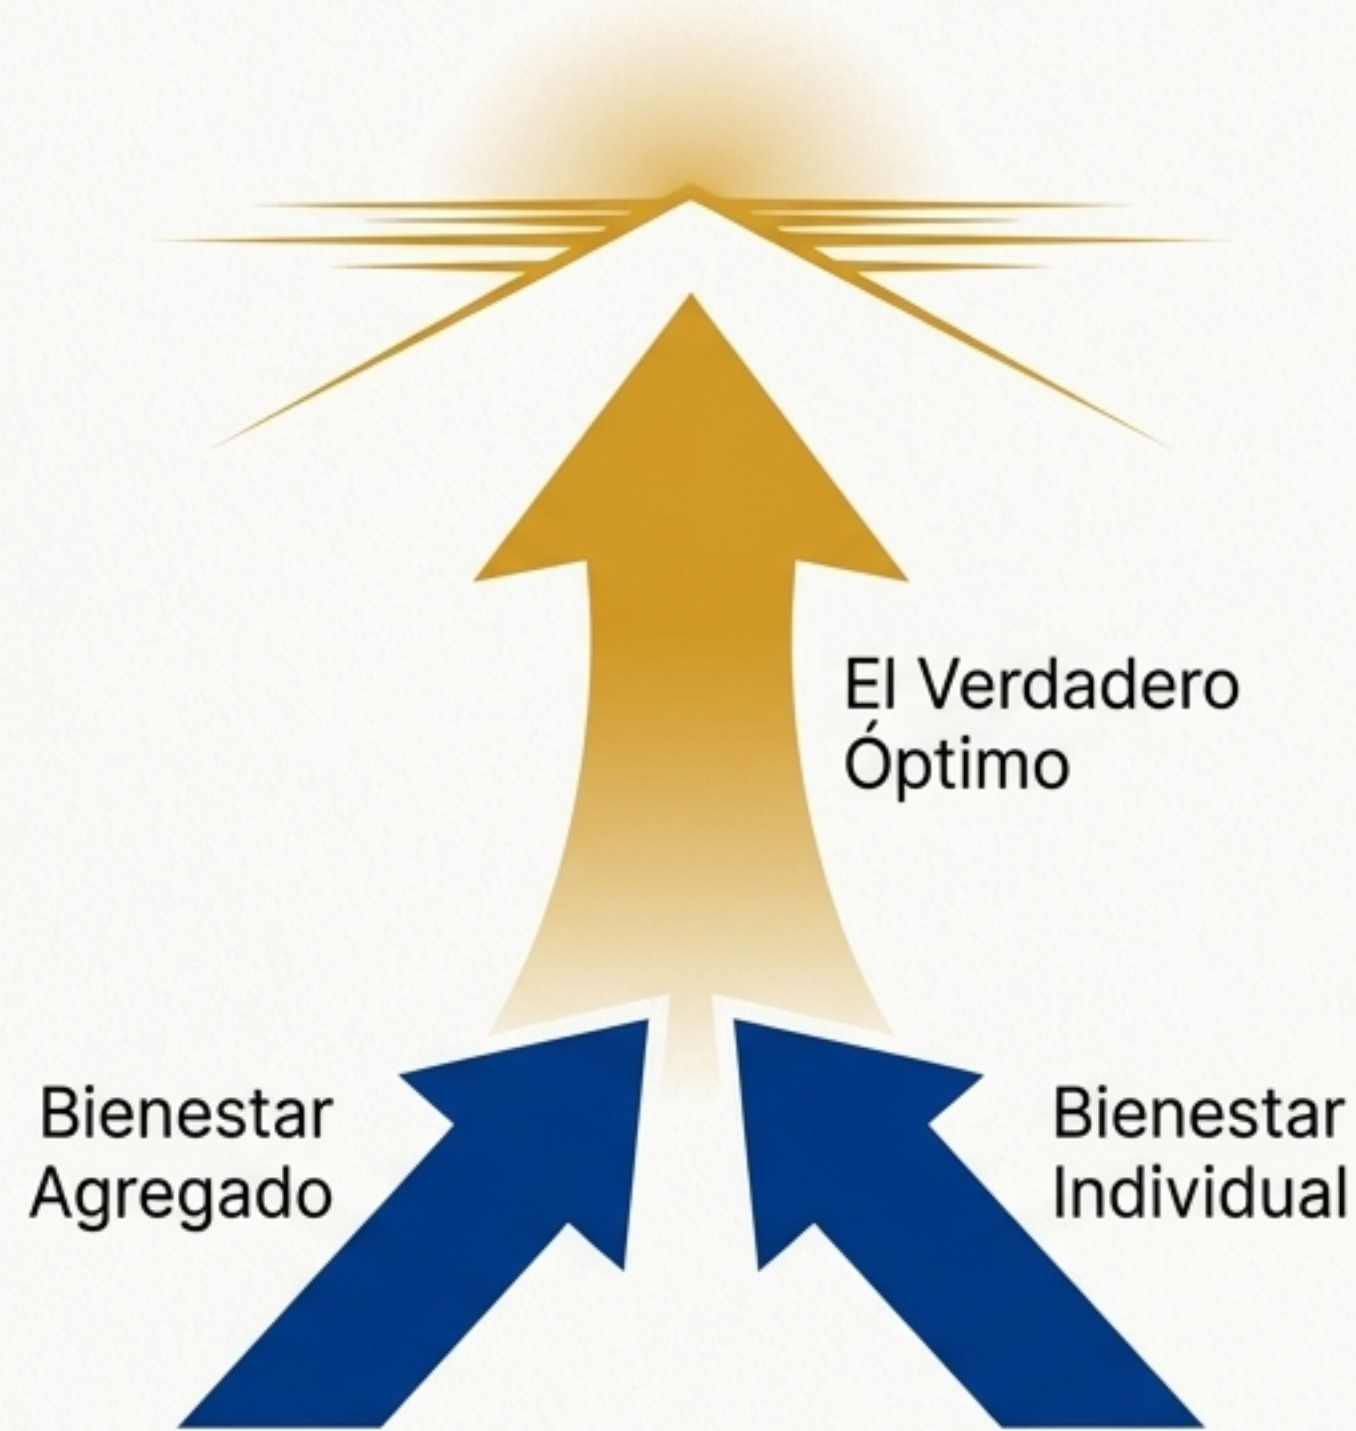 El Verdadero
Óptimo
Bienestar
Agregado
Bienestar
Individual